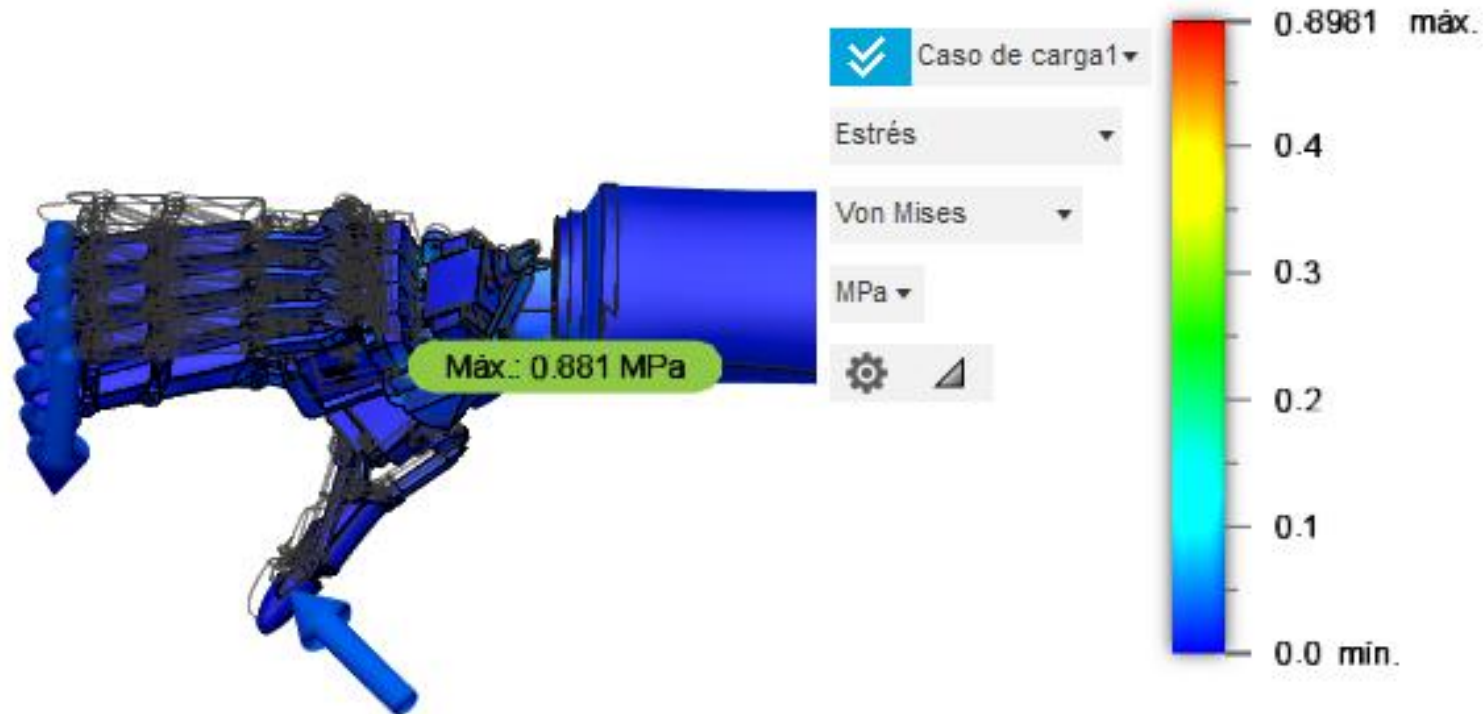 Caso de carga1
Estrés
Von Mises
MPa
Máx.: 0.881 MPa
0.8981 máx.
0.4
0.3
0.2
0.1
0.0 mín.